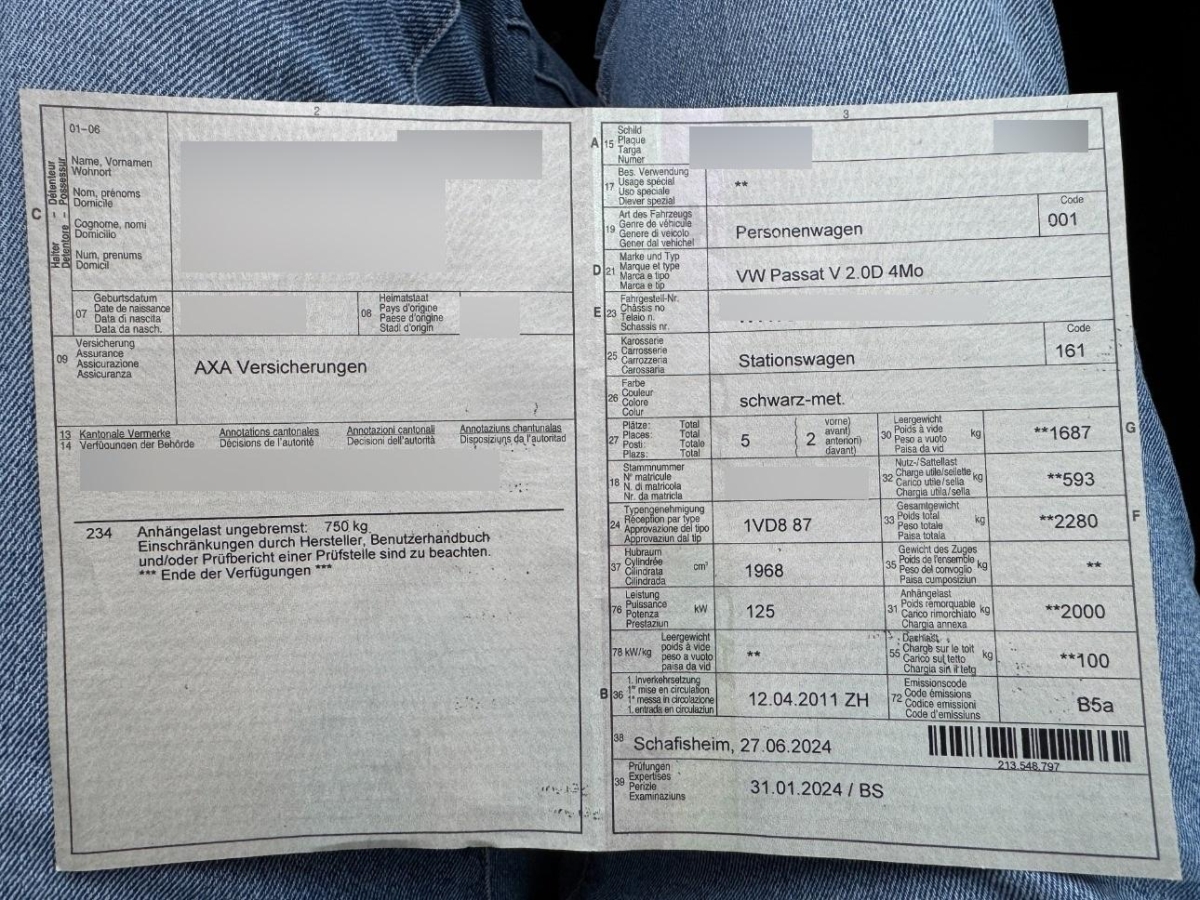 2
01-06
C
Halter - Détenteur
Detentore - Possessur
Name, Vornamen
Wohnort
Nom, prénoms
Domicile
Cognome, nomi
Domicilio
Num, prenums
Domicil
07
Geburtsdatum
Date de naissance
Data di nascita
Data da nasch.
08
Heimatstaat
Pays d'origine
Paese d'origine
Stadi d'origin
09
Versicherung
Assurance
Assicurazione
Assicuranza
AXA Versicherungen
13 Kantonale Vermerke Annotations cantonales Annotazioni cantonali Annotaziuns chantunalas
14 Verfügungen der Behörde Décisions de l'autorité Decisioni dell'autorità Disposiziuns da l'autoritad
234 Anhängelast ungebremst: 750 kg
Einschränkungen durch Hersteller, Benutzerhandbuch
und/oder Prüfbericht einer Prüfstelle sind zu beachten.
*** Ende der Verfügungen ***
3
A 15
Schild
Plaque
Targa
Numer
17
Bes. Verwendung
Usage spécial
Uso speciale
Diever spezial
**
19
Art des Fahrzeugs
Genre de véhicule
Genere di veicolo
Gener dal vehichel
Personenwagen
Code
001
D 21
Marke und Typ
Marque et type
Marca e tipo
Marca e tip
VW Passat V 2.0D 4Mo
E 23
Fahrgestell-Nr.
Châssis no
Telaio n.
Schassis nr.
25
Karosserie
Carrosserie
Carrozzeria
Carossaria
Stationswagen
Code
161
26
Farbe
Couleur
Colore
Colur
schwarz-met.
27
Plätze: Total
Places: Total
Posti: Totale
Plazs: Total
5
2
vorne)
avant)
anteriori)
davant)
30
Leergewicht
Poids à vide
Peso a vuoto
Paisa da vid
kg
**1687
G
18
Stammnummer
N° matricule
N. di matricola
Nr. da matricla
32
Nutz-/Sattellast
Charge utile/sellette
Carico utile/sella
Chargia utila/sella
kg
**593
24
Typengenehmigung
Réception par type
Approvazione del tipo
Approvaziun dal tip
1VD8 87
33
Gesamtgewicht
Poids total
Peso totale
Paisa totala
kg
**2280
F
37
Hubraum
Cylindrée
Cilindrata
Cilindrada
cm³
1968
35
Gewicht des Zuges
Poids de l'ensemble
Peso del convoglio
Paisa cumposiziun
kg
**
76
Leistung
Puissance
Potenza
Prestaziun
kW
125
31
Anhängelast
Poids remorquable
Carico rimorchiato
Chargia annexa
kg
**2000
78 kW/kg
Leergewicht
poids à vide
peso a vuoto
paisa da vid
**
55
Dachlast
Charge sur le toit
Carico sul tetto
Chargia sin il tetg
kg
**100
B 36
1. Inverkehrsetzung
1re mise en circulation
1a messa in circolazione
1. entrada en circulaziun
12.04.2011 ZH
72
Emissionscode
Code émissions
Codice emissioni
Code d'emissiuns
B5a
38
Schafisheim, 27.06.2024
213.548.797
39
Prüfungen
Expertises
Perizie
Examinaziuns
31.01.2024 / BS